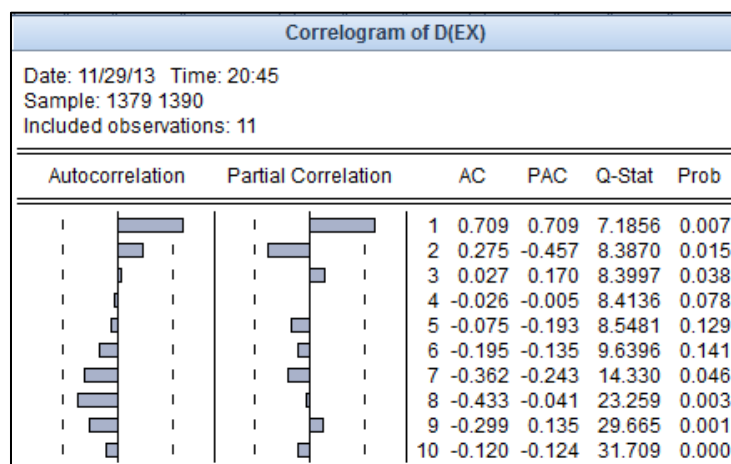 Correlogram of D(EX)
Date: 11/29/13 Time: 20:45
Sample: 1379 1390
Included observations: 11
Autocorrelation Partial Correlation AC PAC Q-Stat Prob
1 0.709 0.709 7.1856 0.007
2 0.275 -0.457 8.3870 0.015
3 0.027 0.170 8.3997 0.038
4 -0.026 -0.005 8.4136 0.078
5 -0.075 -0.193 8.5481 0.129
6 -0.195 -0.135 9.6396 0.141
7 -0.362 -0.243 14.330 0.046
8 -0.433 -0.041 23.259 0.003
9 -0.299 0.135 29.665 0.001
10 -0.120 -0.124 31.709 0.000